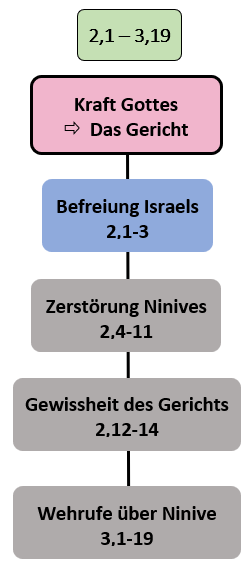 2,1 – 3,19
Kraft Gottes
⇨ Das Gericht
Befreiung Israels
2,1-3
Zerstörung Ninives
2,4-11
Gewissheit des Gerichts
2,12-14
Wehrufe über Ninive
3,1-19